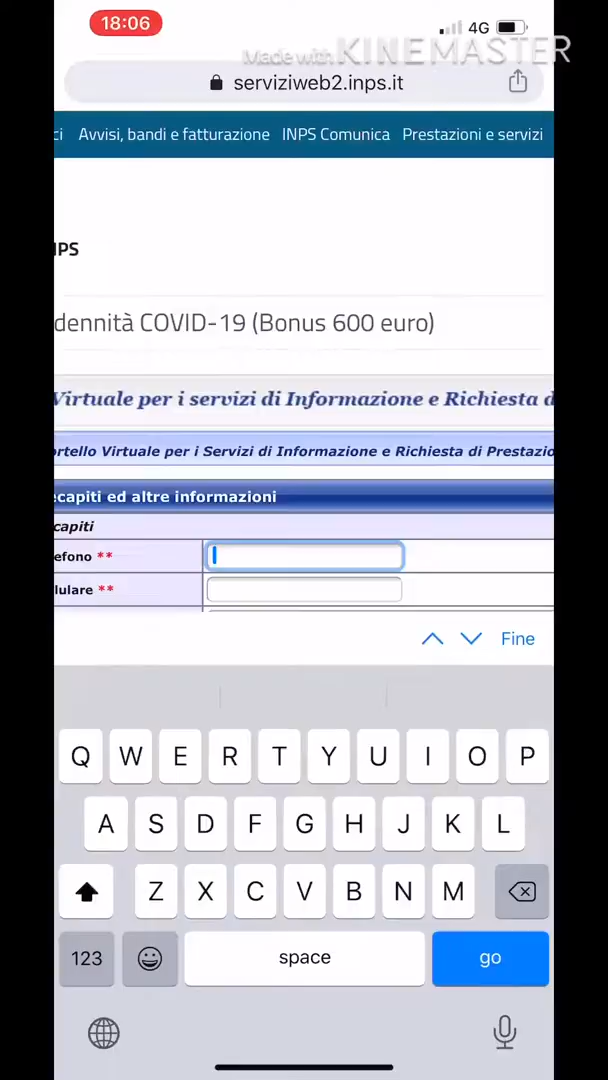 18:06
4G
Made with KINEMASTER
serviziweb2.inps.it
ci Avvisi, bandi e fatturazione INPS Comunica Prestazioni e servizi
IPS
dennità COVID-19 (Bonus 600 euro)
Virtuale per i servizi di Informazione e Richiesta d
ortello Virtuale per i Servizi di Informazione e Richiesta di Prestazio
ecapiti ed altre informazioni
capiti
efono **
lulare **
Fine
Q W E R T Y U I O P
A S D F G H J K L
Z X C V B N M
123 space go